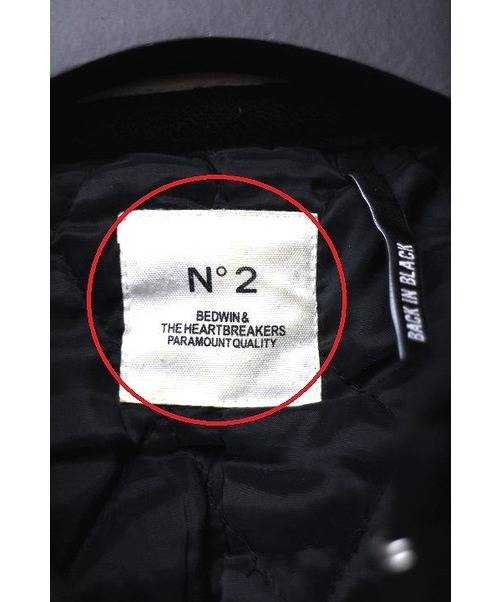 N° 2
BEDWIN &
THE HEARTBREAKERS
PARAMOUNT QUALITY
BACK IN BLACK